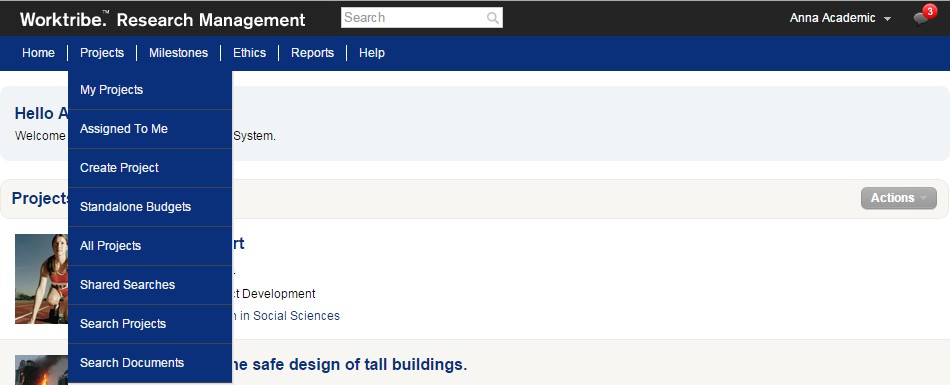 Worktribe.™ Research Management
Search
Anna Academic
3
Home
Projects
Milestones
Ethics
Reports
Help
My Projects
Assigned To Me
Create Project
Standalone Budgets
All Projects
Shared Searches
Search Projects
Search Documents
Hello A
Welcome System.
Projects
Actions
rt
.
ct Development
n in Social Sciences
he safe design of tall buildings.